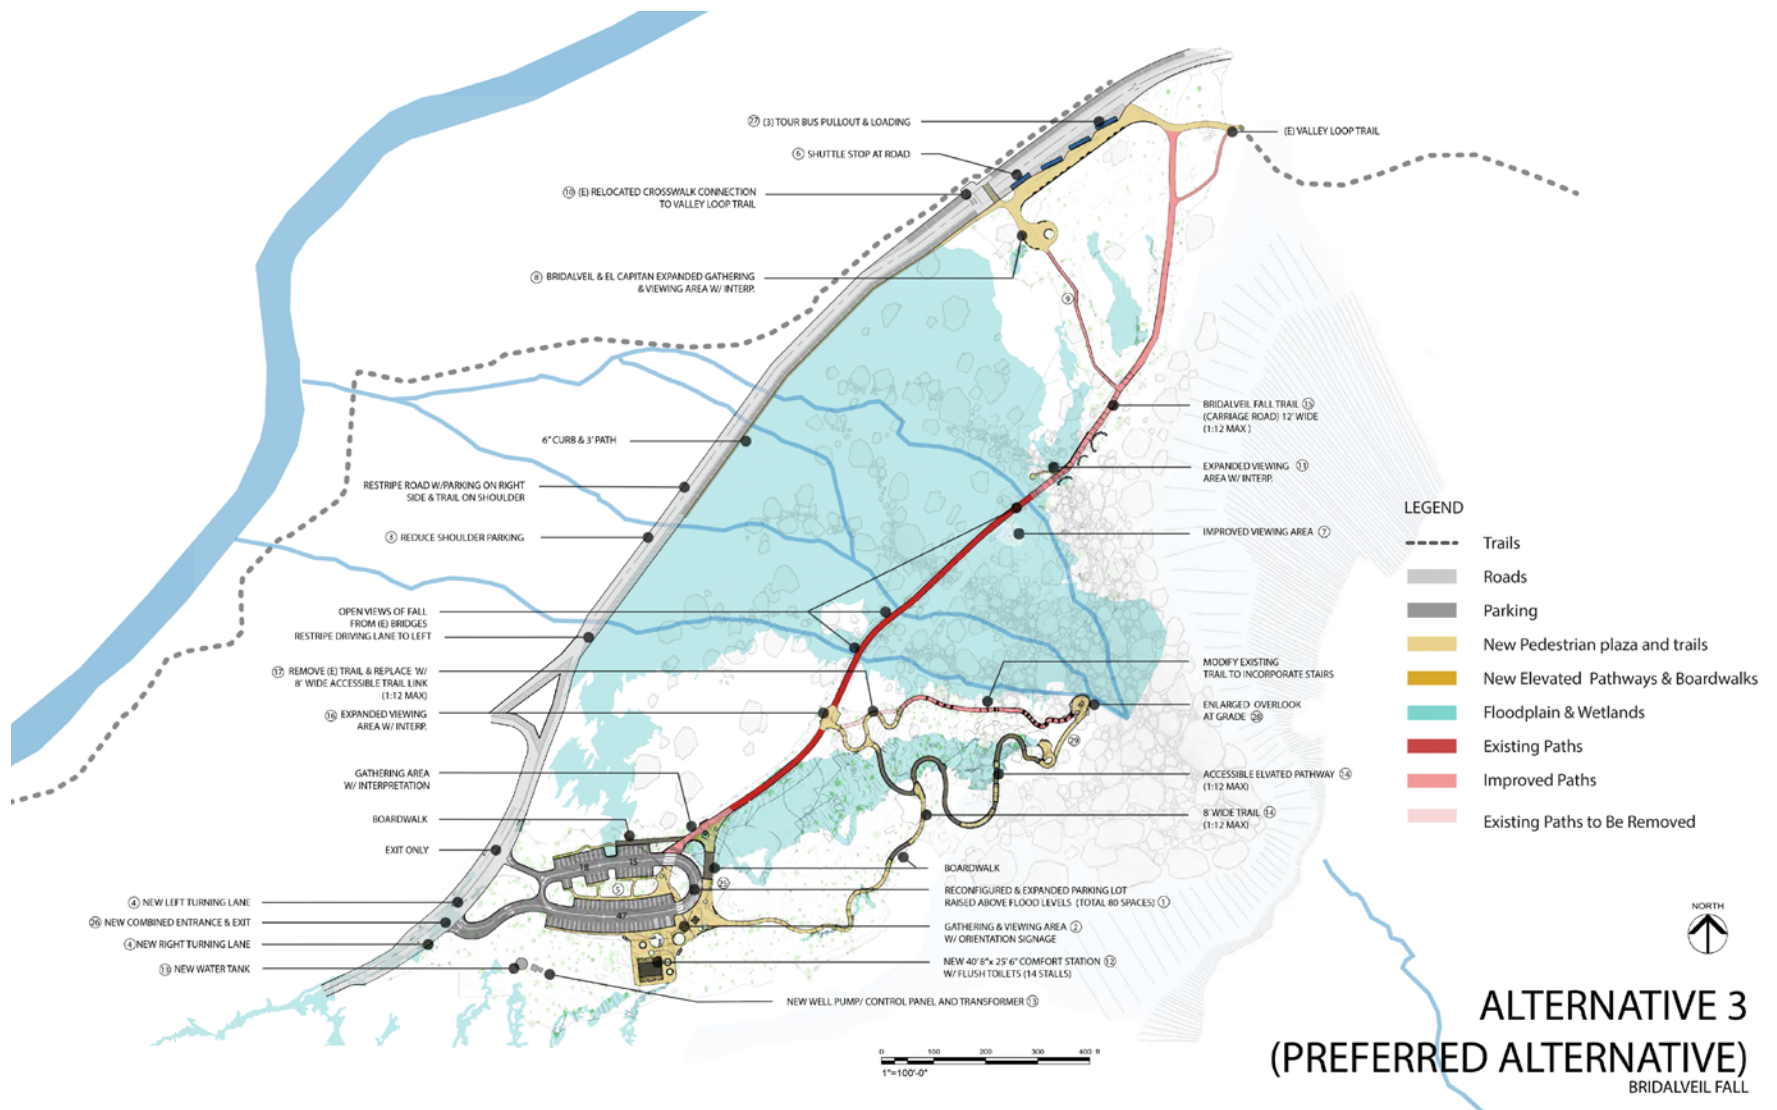 ㉗ (3) TOUR BUS PULLOUT & LOADING
⑥ SHUTTLE STOP AT ROAD
⑩ (E) RELOCATED CROSSWALK CONNECTION
TO VALLEY LOOP TRAIL
⑧ BRIDALVEIL & EL CAPITAN EXPANDED GATHERING
& VIEWING AREA W/ INTERP.
6" CURB & 3' PATH
RESTRIPE ROAD W/PARKING ON RIGHT
SIDE & TRAIL ON SHOULDER
③ REDUCE SHOULDER PARKING
OPEN VIEWS OF FALL
FROM (E) BRIDGES
RESTRIPE DRIVING LANE TO LEFT
⑰ REMOVE (E) TRAIL & REPLACE W/
8' WIDE ACCESSIBLE TRAIL LINK
(1:12 MAX)
⑯ EXPANDED VIEWING
AREA W/ INTERP.
GATHERING AREA
W/ INTERPRETATION
BOARDWALK
EXIT ONLY
④ NEW LEFT TURNING LANE
㉖ NEW COMBINED ENTRANCE & EXIT
④ NEW RIGHT TURNING LANE
⑬ NEW WATER TANK
(E) VALLEY LOOP TRAIL
⑨
BRIDALVEIL FALL TRAIL ⑮
(CARRIAGE ROAD) 12' WIDE
(1:12 MAX )
EXPANDED VIEWING ⑪
AREA W/ INTERP.
IMPROVED VIEWING AREA ⑦
MODIFY EXISTING
TRAIL TO INCORPORATE STAIRS
ENLARGED OVERLOOK
AT GRADE ㉘
㉙
ACCESSIBLE ELVATED PATHWAY ⑭
(1:12 MAX)
8' WIDE TRAIL ⑭
(1:12 MAX)
BOARDWALK
RECONFIGURED & EXPANDED PARKING LOT
RAISED ABOVE FLOOD LEVELS (TOTAL 80 SPACES) ①
GATHERING & VIEWING AREA ②
W/ ORIENTATION SIGNAGE
NEW 40' 8"x 25' 6" COMFORT STATION ⑫
W/ FLUSH TOILETS (14 STALLS)
NEW WELL PUMP/ CONTROL PANEL AND TRANSFORMER ⑬
18
15
⑤
47
㉕
LEGEND
Trails
Roads
Parking
New Pedestrian plaza and trails
New Elevated Pathways & Boardwalks
Floodplain & Wetlands
Existing Paths
Improved Paths
Existing Paths to Be Removed
NORTH
0 100 200 300 400 ft
1"=100'-0"
ALTERNATIVE 3
(PREFERRED ALTERNATIVE)
BRIDALVEIL FALL